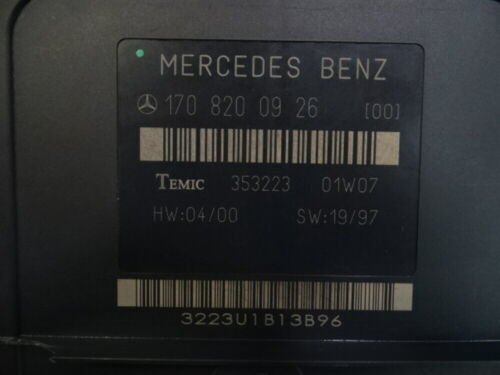 MERCEDES BENZ
170 820 09 26 [00]
TEMIC 353223 01W07
HW:04/00 SW:19/97
3223U1B13B96